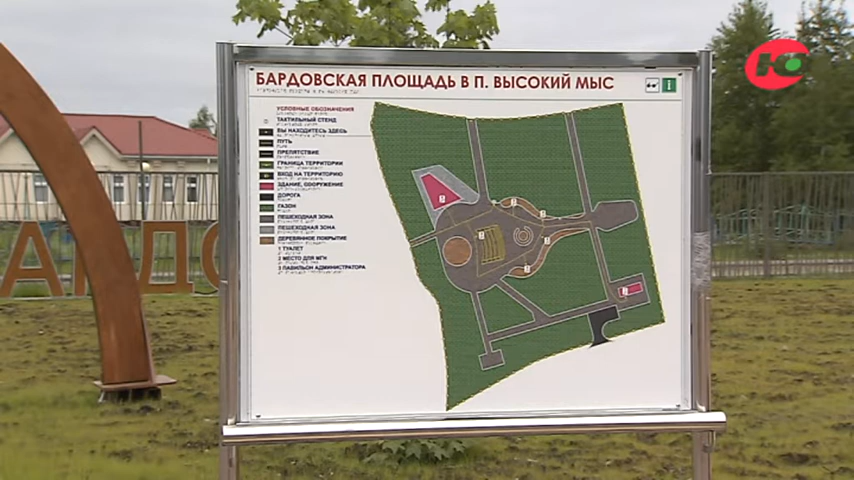 БАРДОВСКАЯ ПЛОЩАДЬ В П. ВЫСОКИЙ МЫС
УСЛОВНЫЕ ОБОЗНАЧЕНИЯ
ТАКТИЛЬНЫЙ СТЕНД
ВЫ НАХОДИТЕСЬ ЗДЕСЬ
ПУТЬ
ПРЕПЯТСТВИЕ
ГРАНИЦА ТЕРРИТОРИИ
ВХОД НА ТЕРРИТОРИЮ
ЗДАНИЕ, СООРУЖЕНИЕ
ДОРОГА
ГАЗОН
ПЕШЕХОДНАЯ ЗОНА
ПЕШЕХОДНАЯ ЗОНА
ДЕРЕВЯННОЕ ПОКРЫТИЕ
1 ТУАЛЕТ
2 МЕСТО ДЛЯ МГН
3 ПАВИЛЬОН АДМИНИСТРАТОРА
Ю